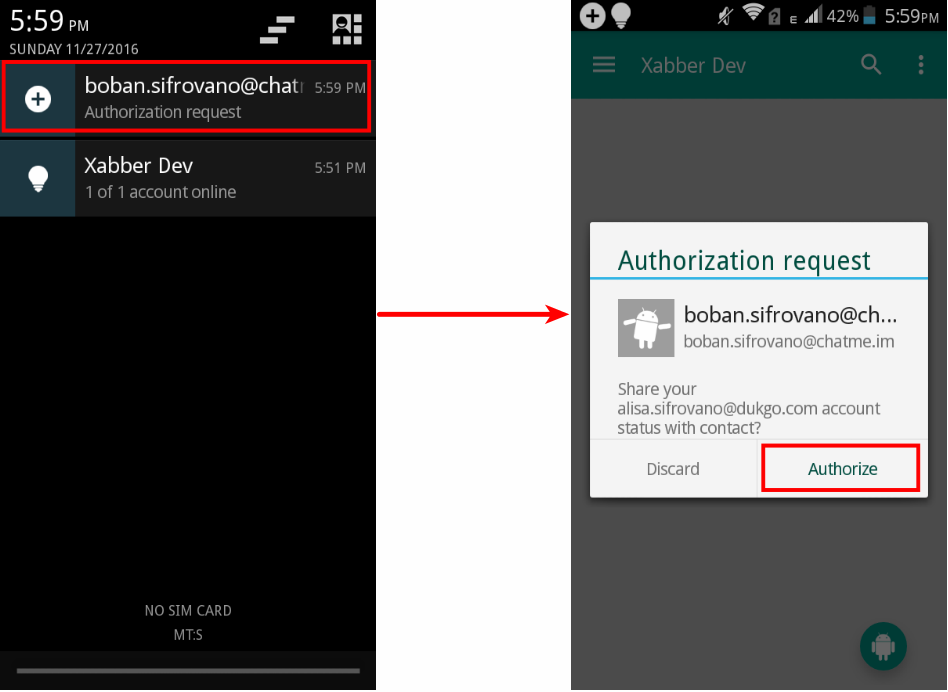 5:59 PM
SUNDAY 11/27/2016
boban.sifrovano@chat 5:59 PM
Authorization request
Xabber Dev 5:51 PM
1 of 1 account online
NO SIM CARD
MT:S
E 42% 5:59PM
Xabber Dev
Authorization request
boban.sifrovano@ch...
boban.sifrovano@chatme.im
Share your
alisa.sifrovano@dukgo.com account
status with contact?
Discard Authorize